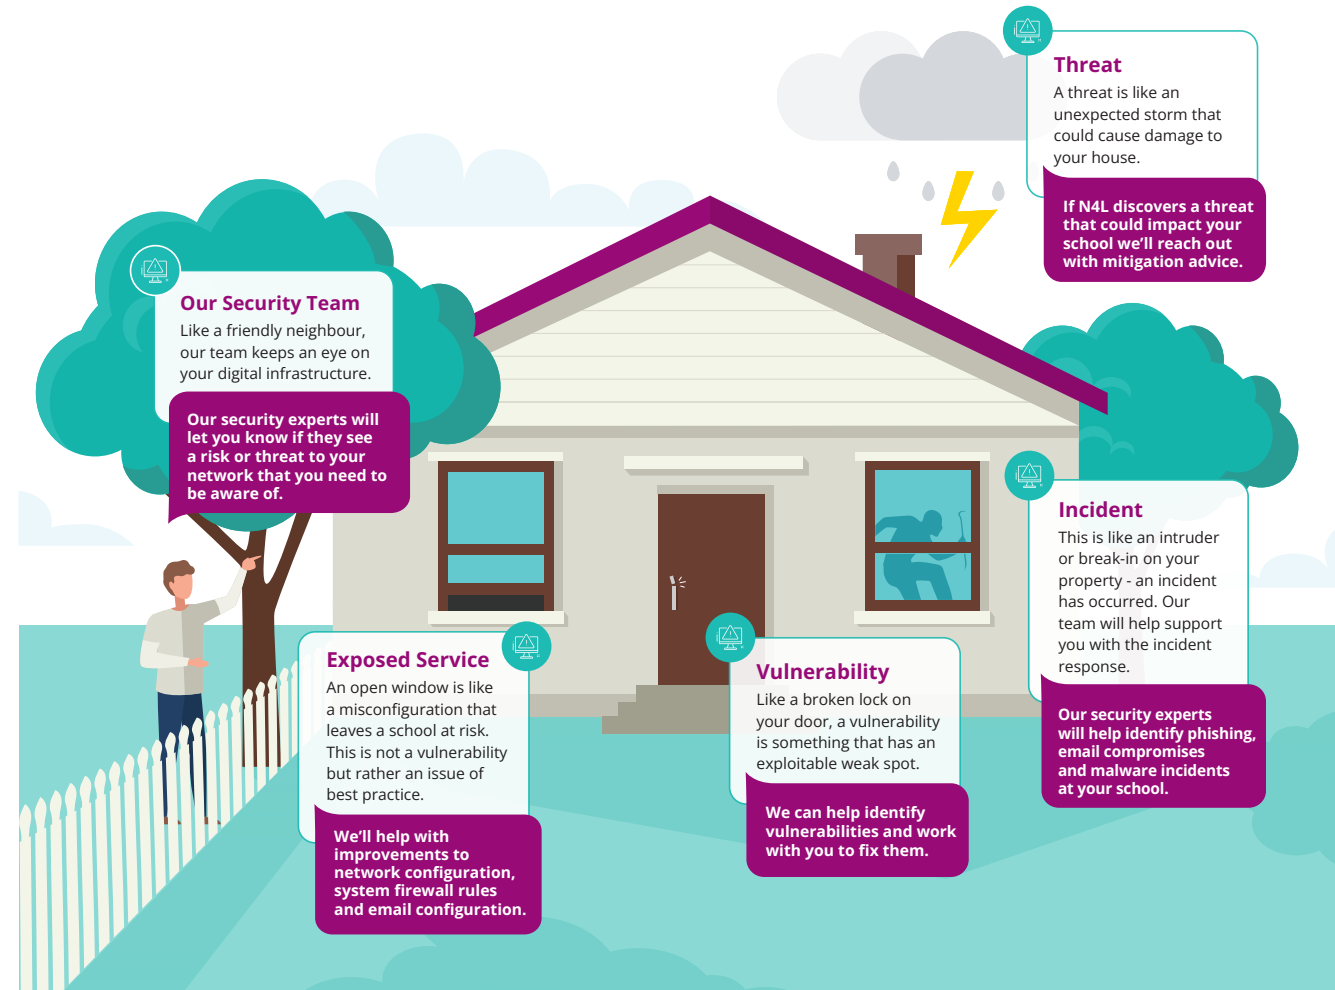 Threat
A threat is like an
unexpected storm that
could cause damage to
your house.
If N4L discovers a threat
that could impact your
school we’ll reach out
with mitigation advice.
Our Security Team
Like a friendly neighbour,
our team keeps an eye on
your digital infrastructure.
Our security experts will
let you know if they see
a risk or threat to your
network that you need to
be aware of.
Incident
This is like an intruder
or break-in on your
property - an incident
has occurred. Our
team will help support
you with the incident
response.
Our security experts
will help identify phishing,
email compromises
and malware incidents
at your school.
Exposed Service
An open window is like
a misconfiguration that
leaves a school at risk.
This is not a vulnerability
but rather an issue of
best practice.
We’ll help with
improvements to
network configuration,
system firewall rules
and email configuration.
Vulnerability
Like a broken lock on
your door, a vulnerability
is something that has an
exploitable weak spot.
We can help identify
vulnerabilities and work
with you to fix them.